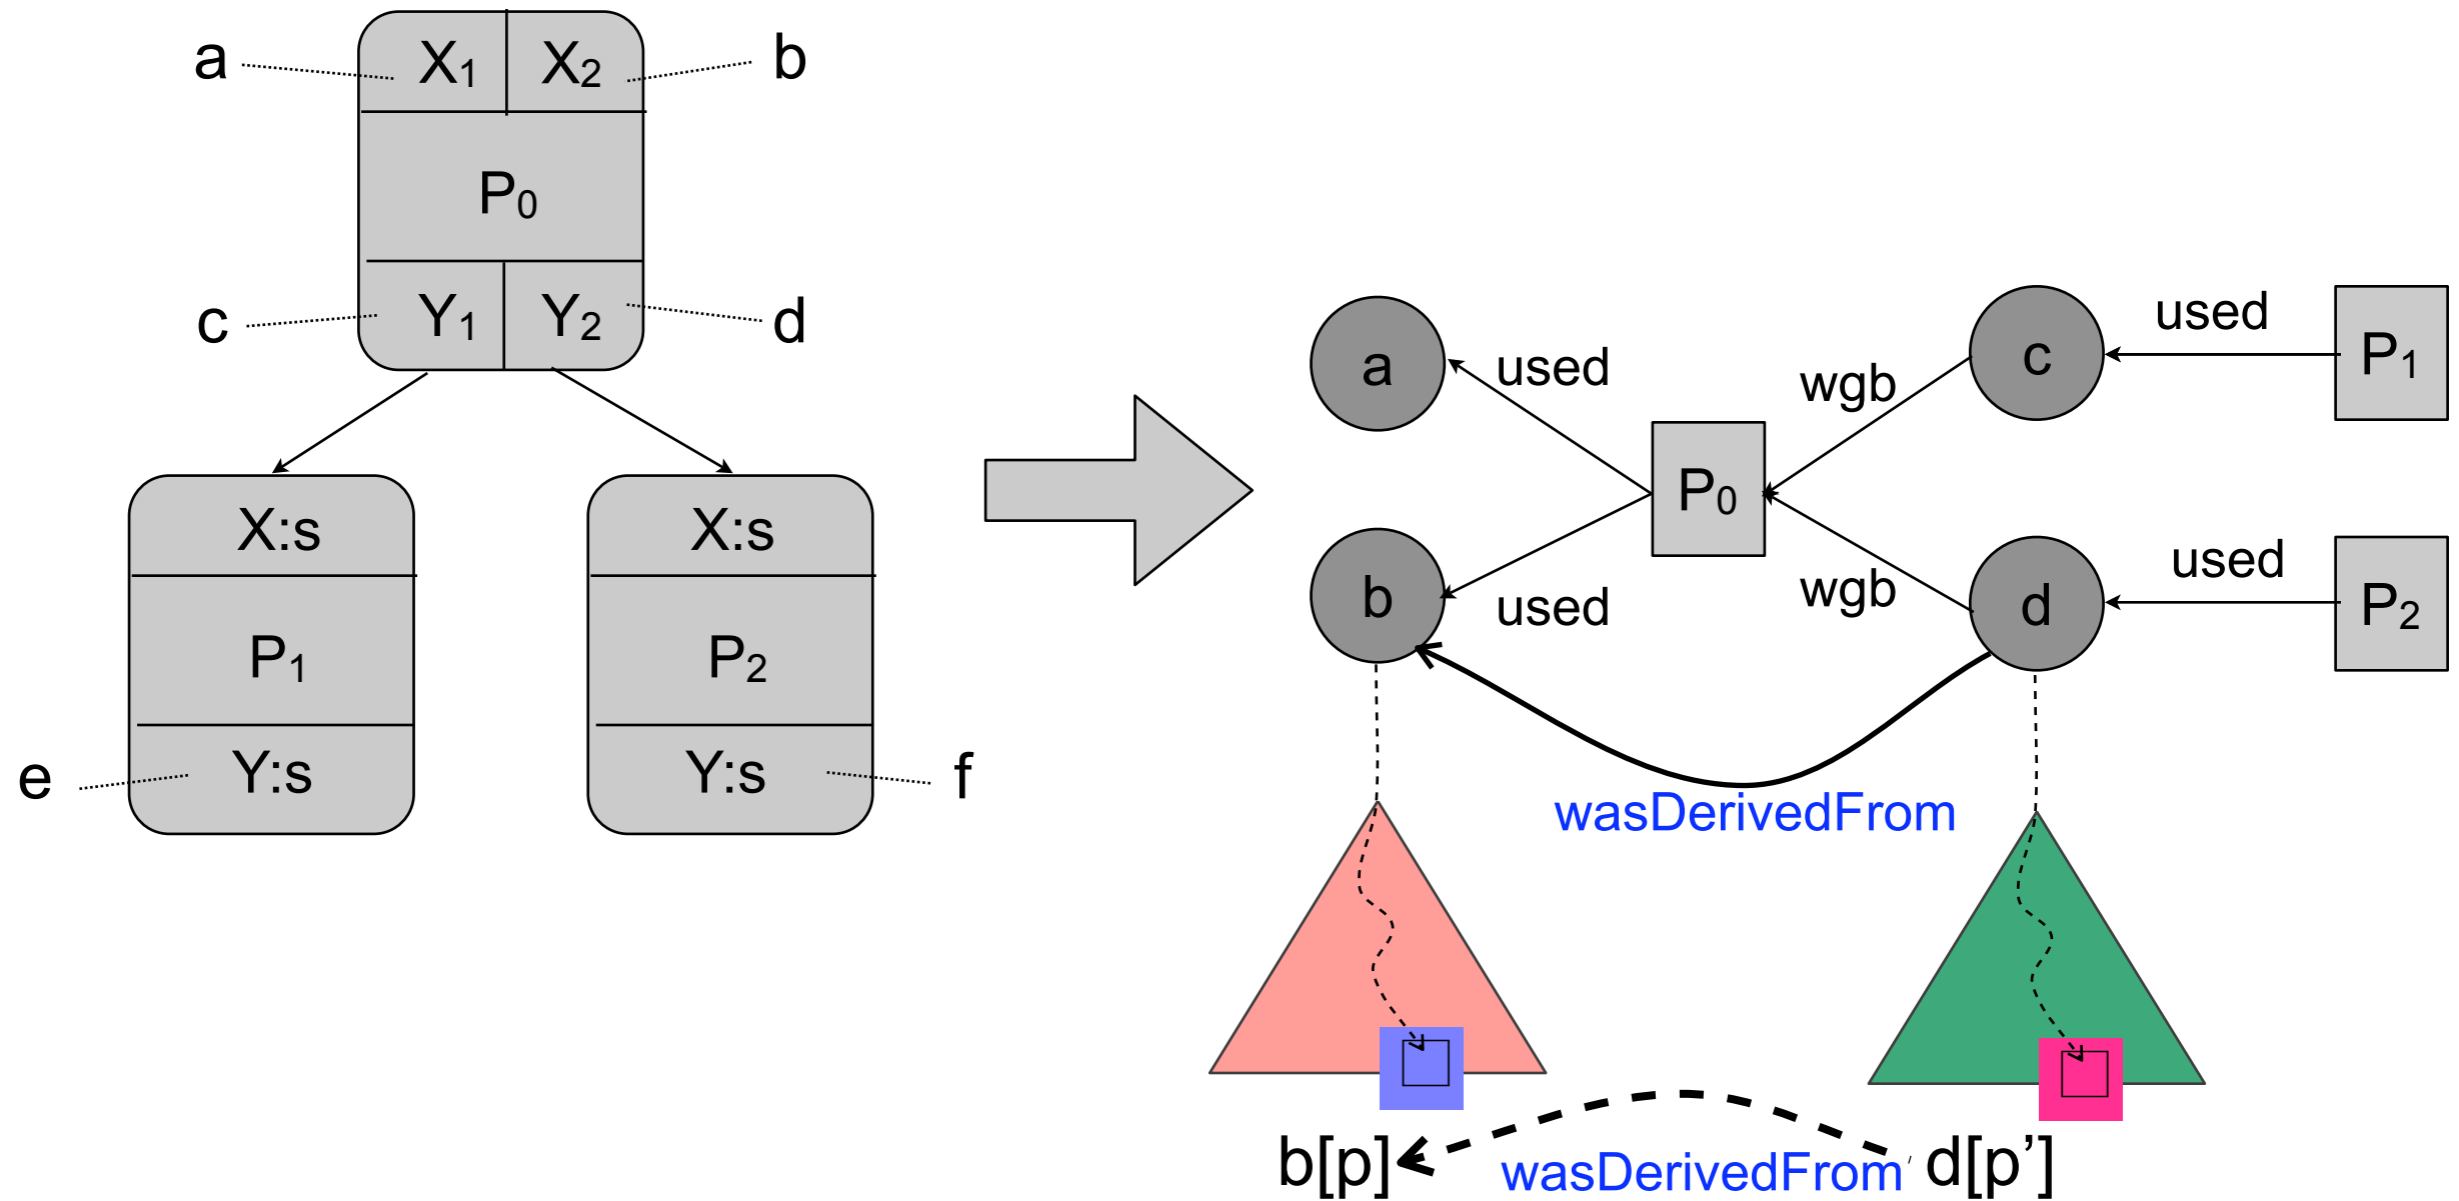 a X₁ X₂ b
P₀
c Y₁ Y₂ d
X:s X:s
P₁ P₂
e Y:s Y:s f
a used wgb c used P₁
P₀
b used wgb d used P₂
wasDerivedFrom
b[p] wasDerivedFrom d[p’]